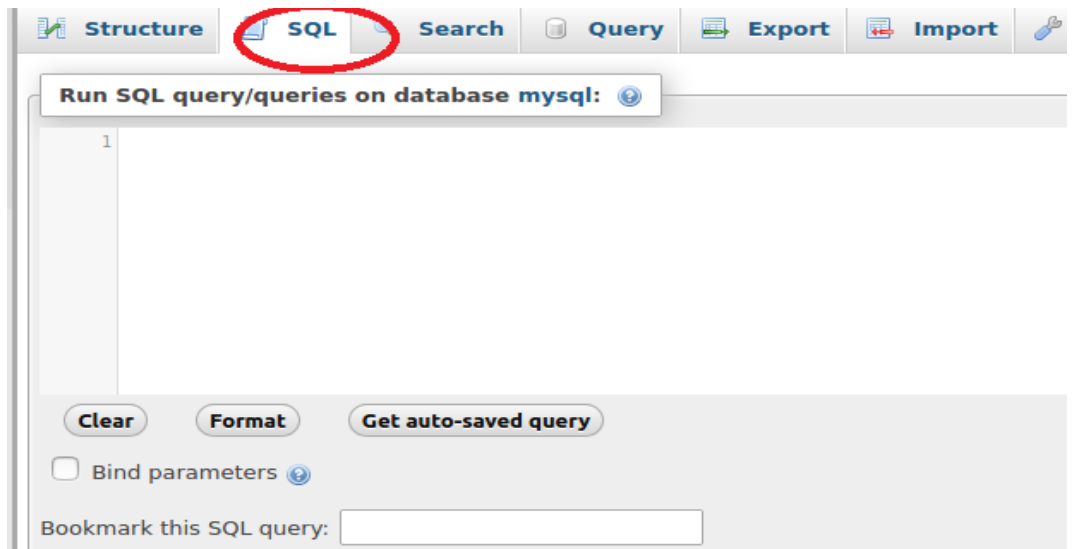 Structure SQL Search Query Export Import
Run SQL query/queries on database mysql:
1
Clear Format Get auto-saved query
Bind parameters
Bookmark this SQL query: